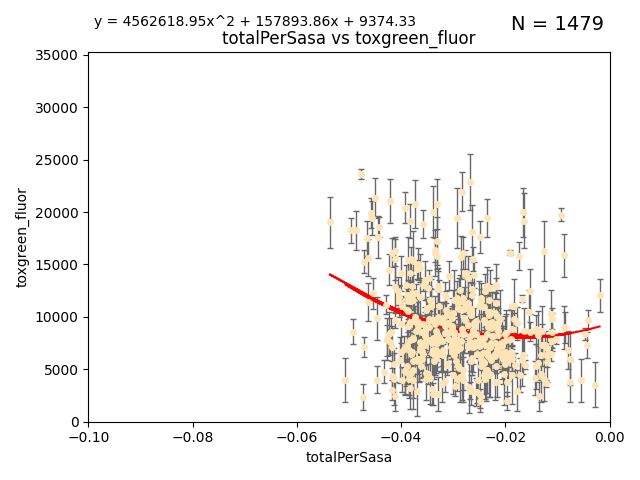 y = 4562618.95x^2 + 157893.86x + 9374.33
N = 1479
totalPerSasa vs toxgreen_fluor
35000
30000
25000
20000
15000
10000
5000
0
toxgreen_fluor
−0.10 −0.08 −0.06 −0.04 −0.02 0.00
totalPerSasa